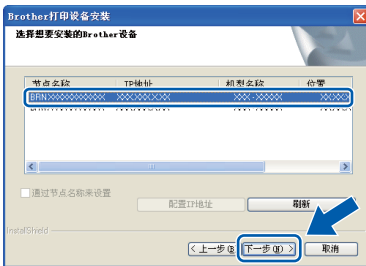 Brother打印设备安装
选择想要安装的Brother设备
节点名称 IP地址 机型名称 位置
BRNXXXXXXXXXXXX XXX.XXX.X.XX XXX-XXXXX XXXXX
通过节点名称来设置
配置IP地址 刷新
InstallShield
< 上一步(B) 下一步(N) > 取消